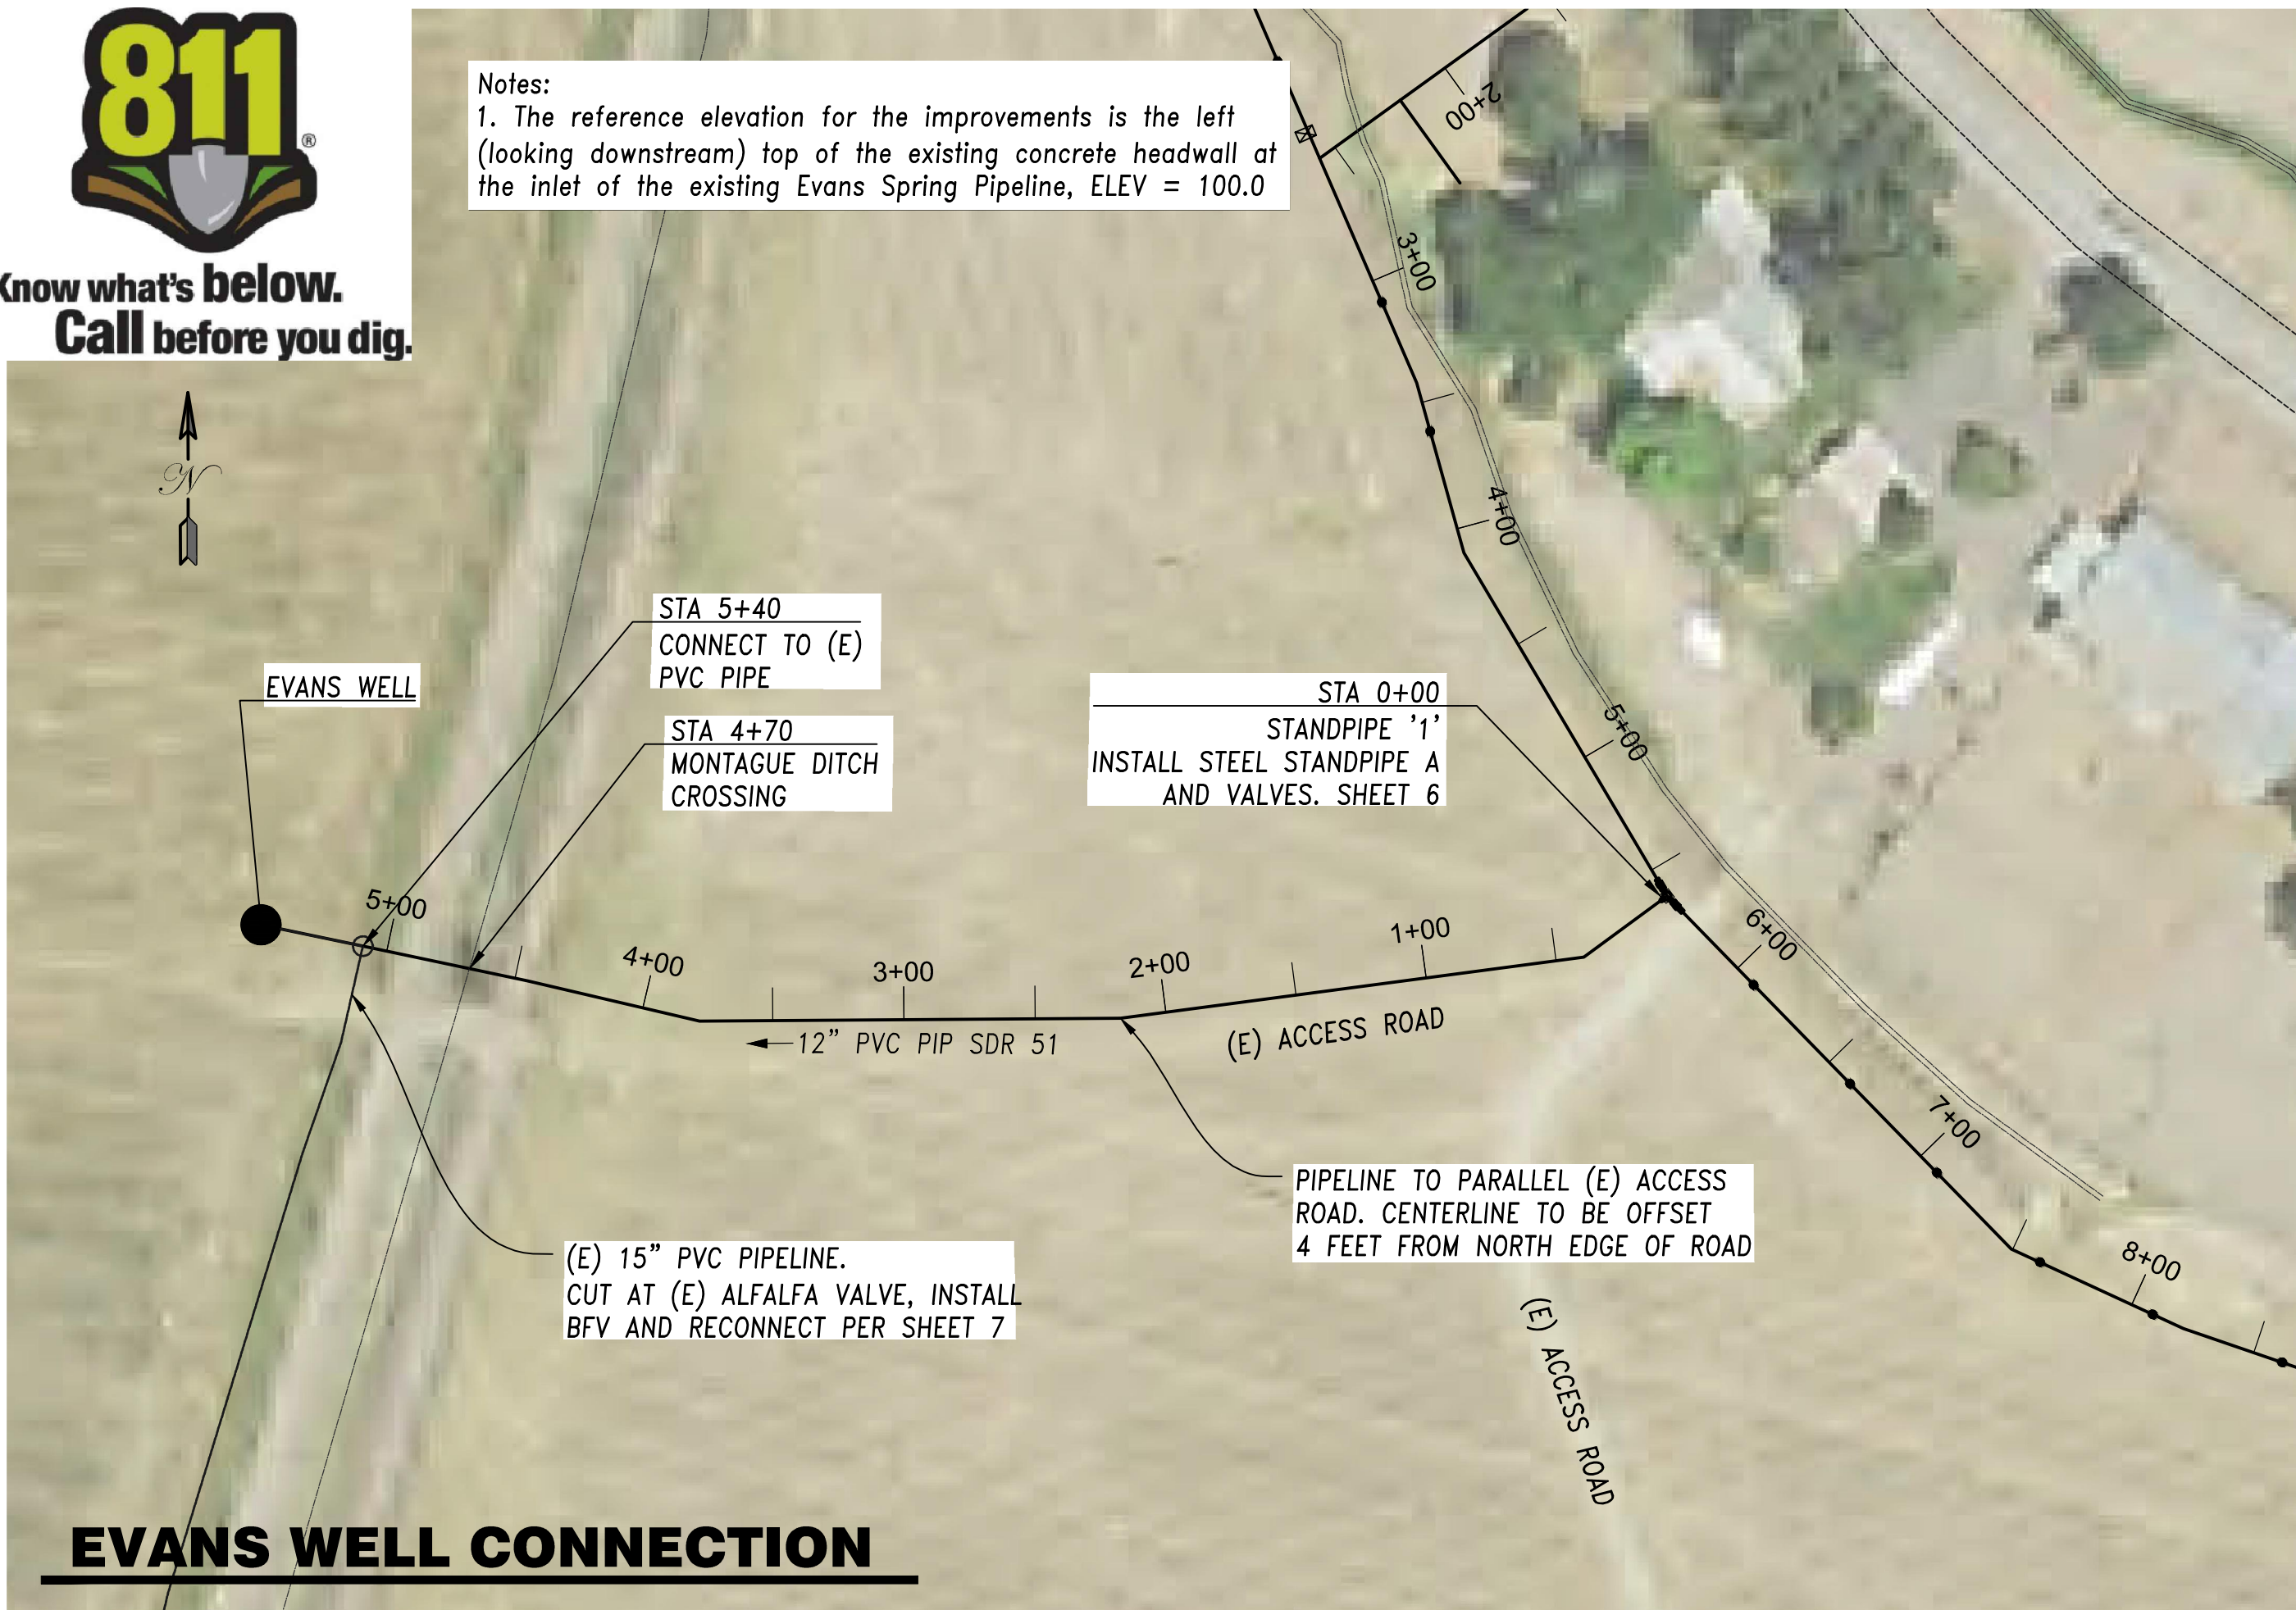 811
®
Know what's below.
Call before you dig.
Notes:
1. The reference elevation for the improvements is the left
(looking downstream) top of the existing concrete headwall at
the inlet of the existing Evans Spring Pipeline, ELEV = 100.0
2+00
3+00
4+00
5+00
6+00
7+00
8+00
N
STA 5+40
CONNECT TO (E)
PVC PIPE
EVANS WELL
STA 4+70
MONTAGUE DITCH
CROSSING
STA 0+00
STANDPIPE '1'
INSTALL STEEL STANDPIPE A
AND VALVES. SHEET 6
5+00
4+00
3+00
2+00
1+00
12" PVC PIP SDR 51
(E) ACCESS ROAD
PIPELINE TO PARALLEL (E) ACCESS
ROAD. CENTERLINE TO BE OFFSET
4 FEET FROM NORTH EDGE OF ROAD
(E) 15" PVC PIPELINE.
CUT AT (E) ALFALFA VALVE, INSTALL
BFV AND RECONNECT PER SHEET 7
(E) ACCESS ROAD
EVANS WELL CONNECTION